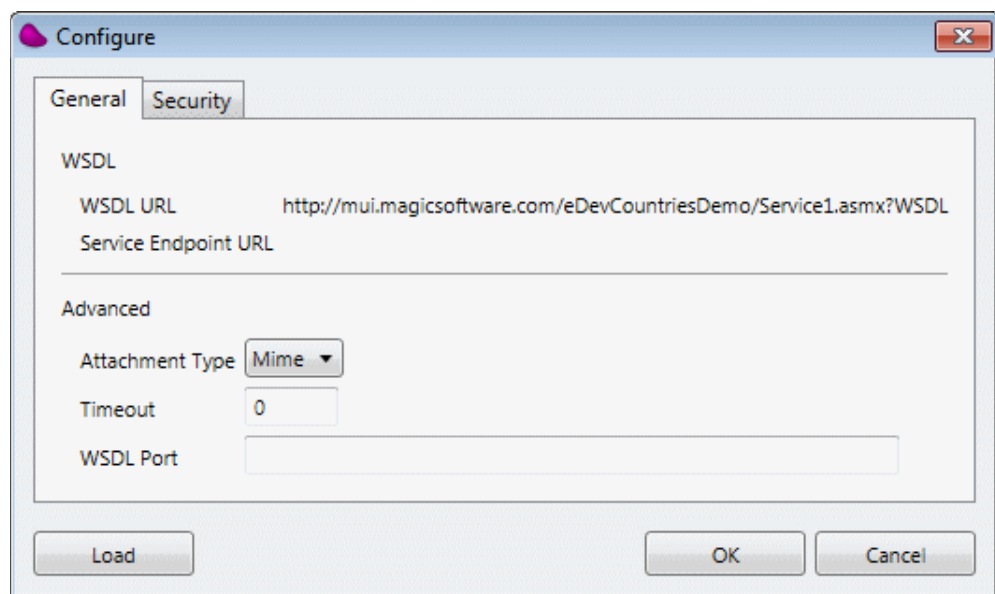 Configure
General Security
WSDL
WSDL URL http://mui.magicsoftware.com/eDevCountriesDemo/Service1.asmx?WSDL
Service Endpoint URL
Advanced
Attachment Type Mime
Timeout 0
WSDL Port
Load OK Cancel